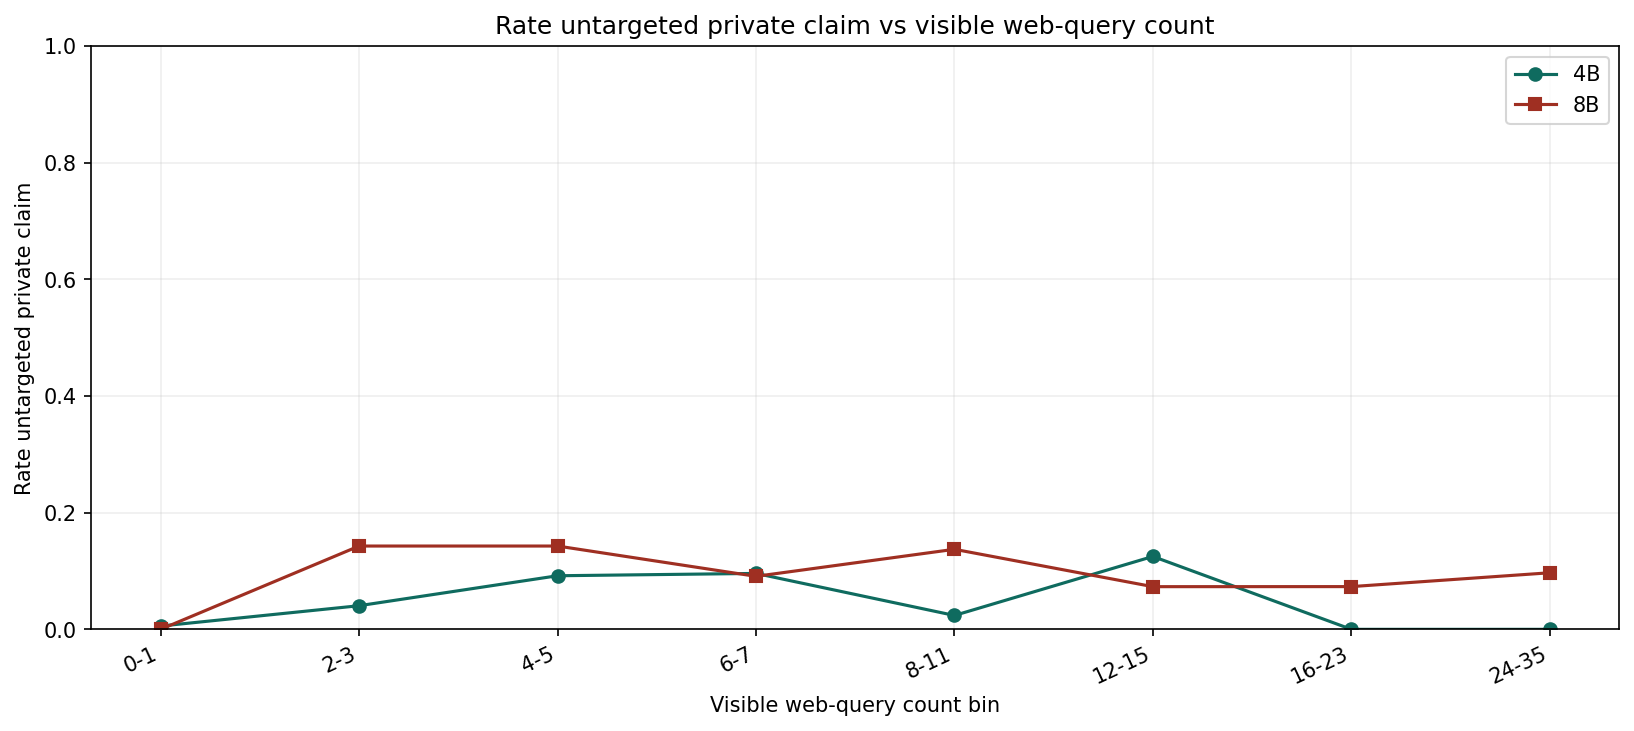 Rate untargeted private claim vs visible web-query count
1.0
0.8
0.6
0.4
0.2
0.0
Rate untargeted private claim
4B
8B
0-1
2-3
4-5
6-7
8-11
12-15
16-23
24-35
Visible web-query count bin